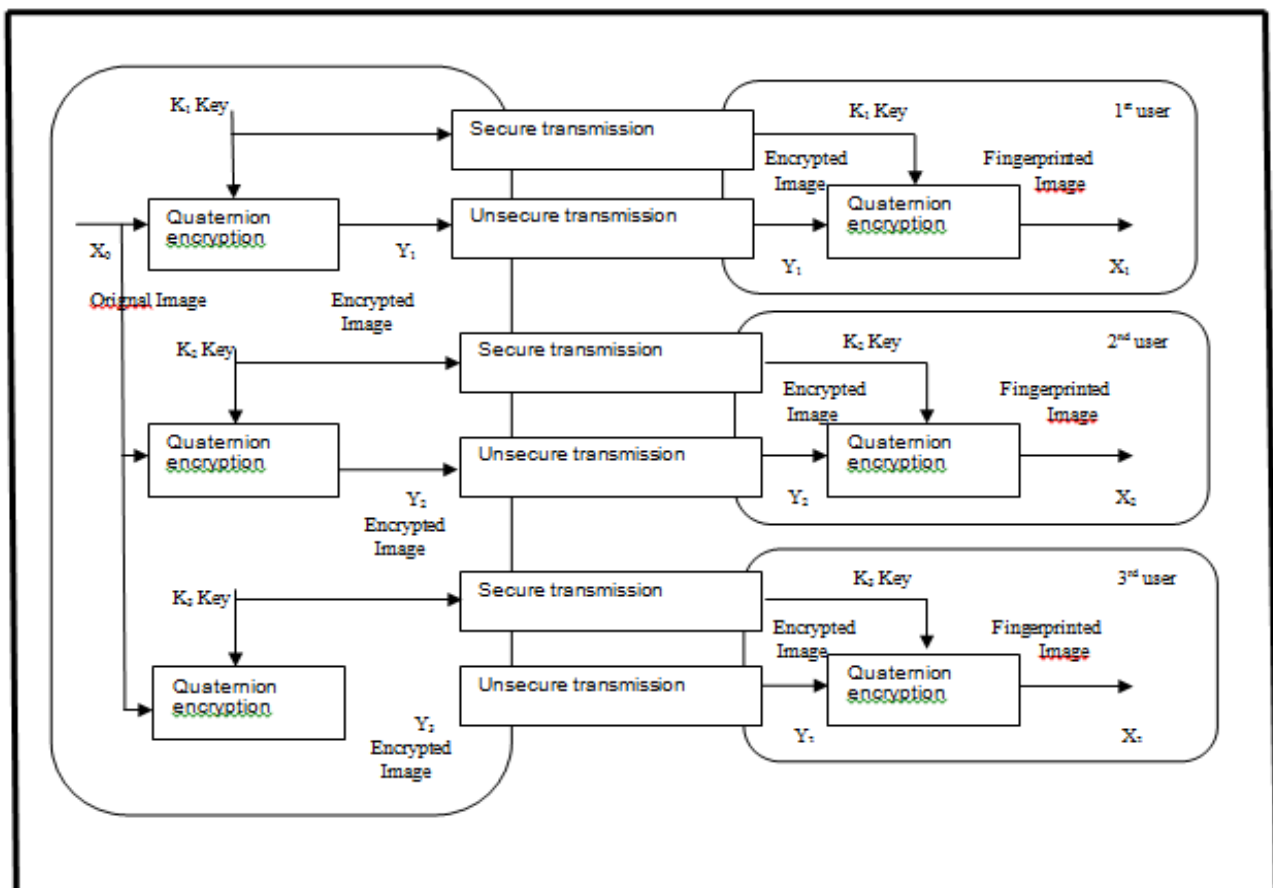 K₁ Key
Secure transmission
K₁ Key
1ˢᵗ user
Encrypted
Image
Fingerprinted
Image
Quaternion
encryption
Unsecure transmission
Quaternion
encryption
X₀
Y₁
Y₁
X₁
Orignal Image
Encrypted
Image
K₂ Key
Secure transmission
K₂ Key
2ⁿᵈ user
Encrypted
Image
Fingerprinted
Image
Quaternion
encryption
Unsecure transmission
Quaternion
encryption
Y₂
Encrypted
Image
Y₂
X₂
K₃ Key
Secure transmission
K₃ Key
3ⁿᵈ user
Encrypted
Image
Fingerprinted
Image
Quaternion
encryption
Unsecure transmission
Quaternion
encryption
Y₃
Encrypted
Image
Y₃
X₃